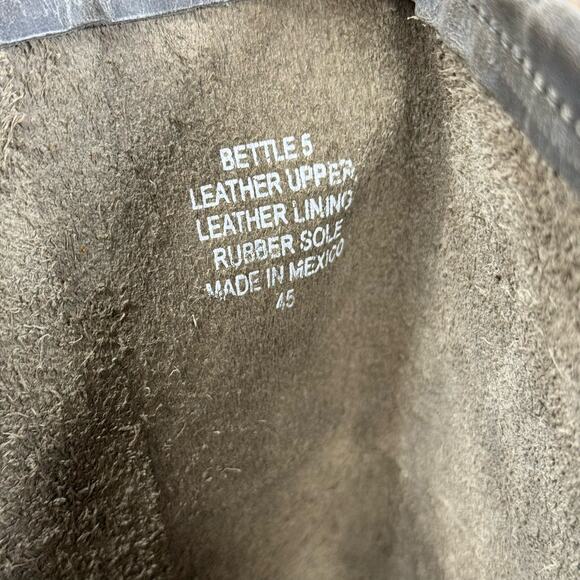 BETTLE 5
LEATHER UPPER
LEATHER LINING
RUBBER SOLE
MADE IN MEXICO
45